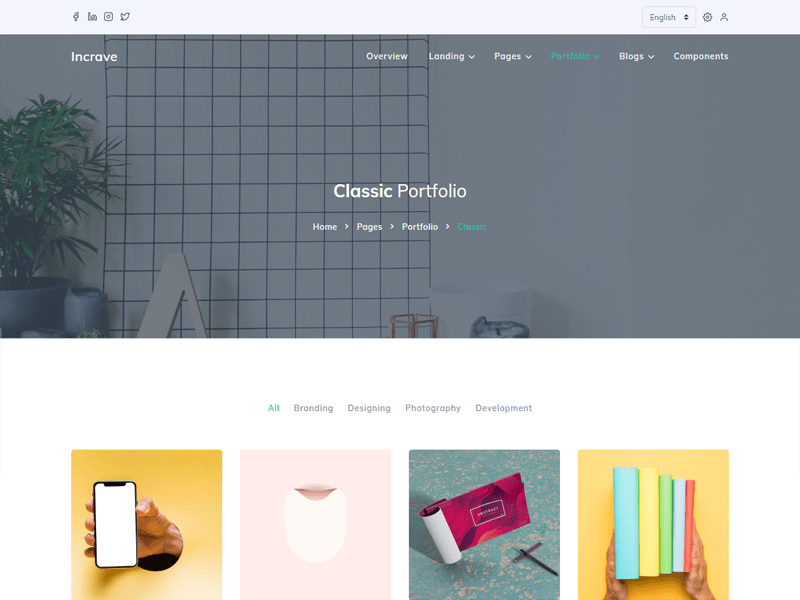 English
Incrave
Overview Landing Pages Portfolio Blogs Components
Classic Portfolio
Home > Pages > Portfolio > Classic
All Branding Designing Photography Development
ABSTRACT